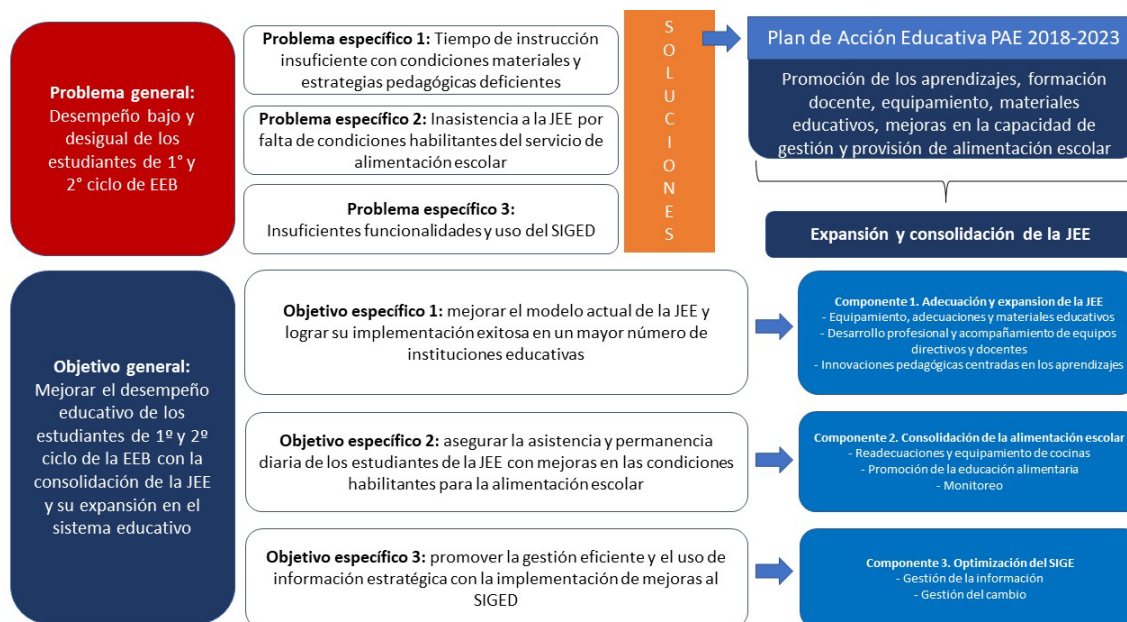 Problema general:
Desempeño bajo y
desigual de los
estudiantes de 1° y
2° ciclo de EEB
Problema específico 1: Tiempo de instrucción
insuficiente con condiciones materiales y
estrategias pedagógicas deficientes
Problema específico 2: Inasistencia a la JEE por
falta de condiciones habilitantes del servicio de
alimentación escolar
Problema específico 3:
Insuficientes funcionalidades y uso del SIGED
S
O
L
U
C
I
O
N
E
S
Plan de Acción Educativa PAE 2018-2023
Promoción de los aprendizajes, formación
docente, equipamiento, materiales
educativos, mejoras en la capacidad de
gestión y provisión de alimentación escolar
Expansión y consolidación de la JEE
Objetivo general:
Mejorar el desempeño
educativo de los
estudiantes de 1º y 2º
ciclo de la EEB con la
consolidación de la JEE
y su expansión en el
sistema educativo
Objetivo específico 1: mejorar el modelo actual de la JEE y
lograr su implementación exitosa en un mayor número de
instituciones educativas
Componente 1. Adecuación y expansion de la JEE
- Equipamiento, adecuaciones y materiales educativos
- Desarrollo profesional y acompañamiento de equipos
directivos y docentes
- Innovaciones pedagógicas centradas en los aprendizajes
Objetivo específico 2: asegurar la asistencia y permanencia
diaria de los estudiantes de la JEE con mejoras en las condiciones
habilitantes para la alimentación escolar
Componente 2. Consolidación de la alimentación escolar
- Readecuaciones y equipamiento de cocinas
- Promoción de la educación alimentaria
- Monitoreo
Objetivo específico 3: promover la gestión eficiente y el uso de
información estratégica con la implementación de mejoras al
SIGED
Componente 3. Optimización del SIGE
- Gestión de la información
- Gestión del cambio